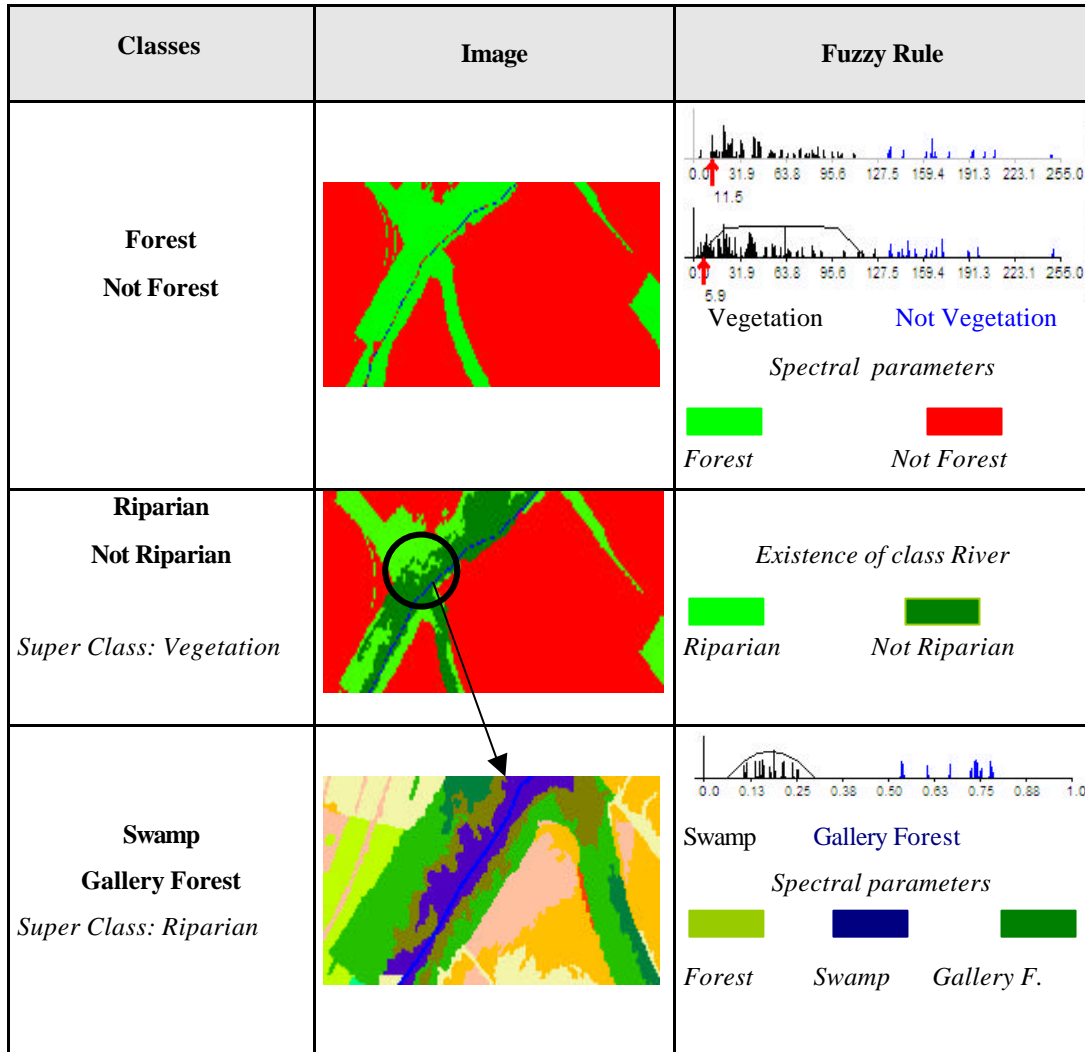 Classes
Image
Fuzzy Rule
Forest
Not Forest
0.0 31.9 63.8 95.6 127.5 159.4 191.3 223.1 255.0
11.5
31.9 63.8 95.6 127.5 159.4 191.3 223.1 255.0
5.9
Vegetation Not Vegetation
Spectral parameters
Forest Not Forest
Riparian
Not Riparian
Super Class: Vegetation
Existence of class River
Riparian Not Riparian
Swamp
Gallery Forest
Super Class: Riparian
0.0 0.13 0.25 0.38 0.50 0.63 0.75 0.88 1.0
Swamp Gallery Forest
Spectral parameters
Forest Swamp Gallery F.